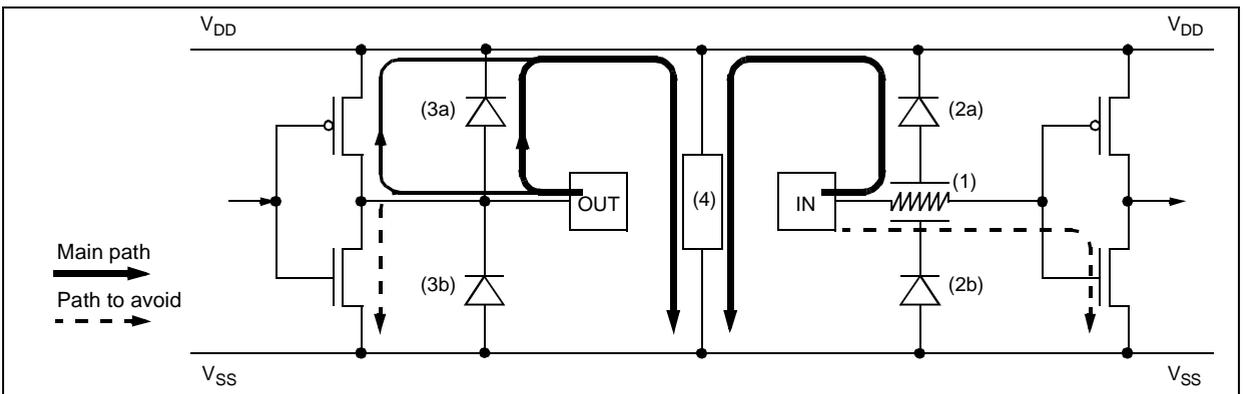 VDD
VDD
(3a)
(2a)
(1)
OUT
(4)
IN
Main path
(3b)
(2b)
Path to avoid
VSS
VSS